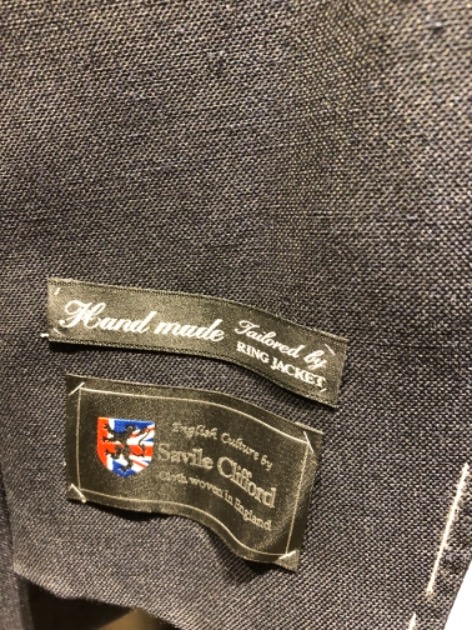 Hand made
Tailored by
RING JACKET
English Culture by
Savile Clifford
Cloth woven in England